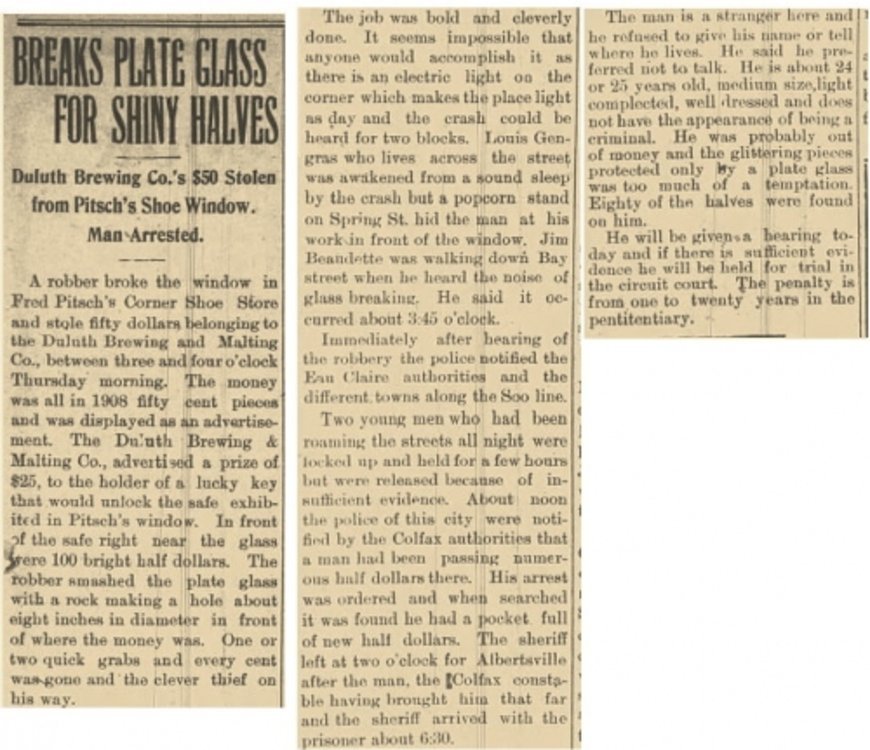 BREAKS PLATE GLASS
FOR SHINY HALVES
Duluth Brewing Co.'s $50 Stolen
from Pitsch's Shoe Window.
Man Arrested.
A robber broke the window in
Fred Pitsch's Corner Shoe Store
and stole fifty dollars belonging to
the Duluth Brewing and Malting
Co., between three and four o'clock
Thursday morning. The money
was all in 1908 fifty cent pieces
and was displayed as an advertise-
ment. The Duluth Brewing &
Malting Co., advertised a prize of
$25, to the holder of a lucky key
that would unlock the safe exhib-
ited in Pitsch's window. In front
of the safe right near the glass
were 100 bright half dollars. The
robber smashed the plate glass
with a rock making a hole about
eight inches in diameter in front
of where the money was. One or
two quick grabs and every cent
was gone and the clever thief on
his way.
The job was bold and cleverly
done. It seems impossible that
anyone would accomplish it as
there is an electric light on the
corner which makes the place light
as day and the crash could be
heard for two blocks. Louis Gen-
gras who lives across the street
was awakened from a sound sleep
by the crash but a popcorn stand
on Spring St. hid the man at his
work in front of the window. Jim
Beaudette was walking down Bay
street when he heard the noise of
glass breaking. He said it oc-
curred about 3:45 o'clock.
Immediately after hearing of
the robbery the police notified the
Eau Claire authorities and the
different towns along the Soo line.
Two young men who had been
roaming the streets all night were
locked up and held for a few hours
but were released because of in-
sufficient evidence. About noon
the police of this city were noti-
fied by the Colfax authorities that
a man had been passing numer-
ous half dollars there. His arrest
was ordered and when searched
it was found he had a pocket full
of new half dollars. The sheriff
left at two o'clock for Albertsville
after the man, the Colfax consta-
ble having brought him that far
and the sheriff arrived with the
prisoner about 6:30.
The man is a stranger here and
he refused to give his name or tell
where he lives. He said he pre-
ferred not to talk. He is about 24
or 25 years old, medium size, light
complected, well dressed and does
not have the appearance of being a
criminal. He was probably out
of money and the glittering pieces
protected only by a plate glass
was too much of a temptation.
Eighty of the halves were found
on him.
He will be given a hearing to-
day and if there is sufficient evi-
dence he will be held for trial in
the circuit court. The penalty is
from one to twenty years in the
pentitentiary.